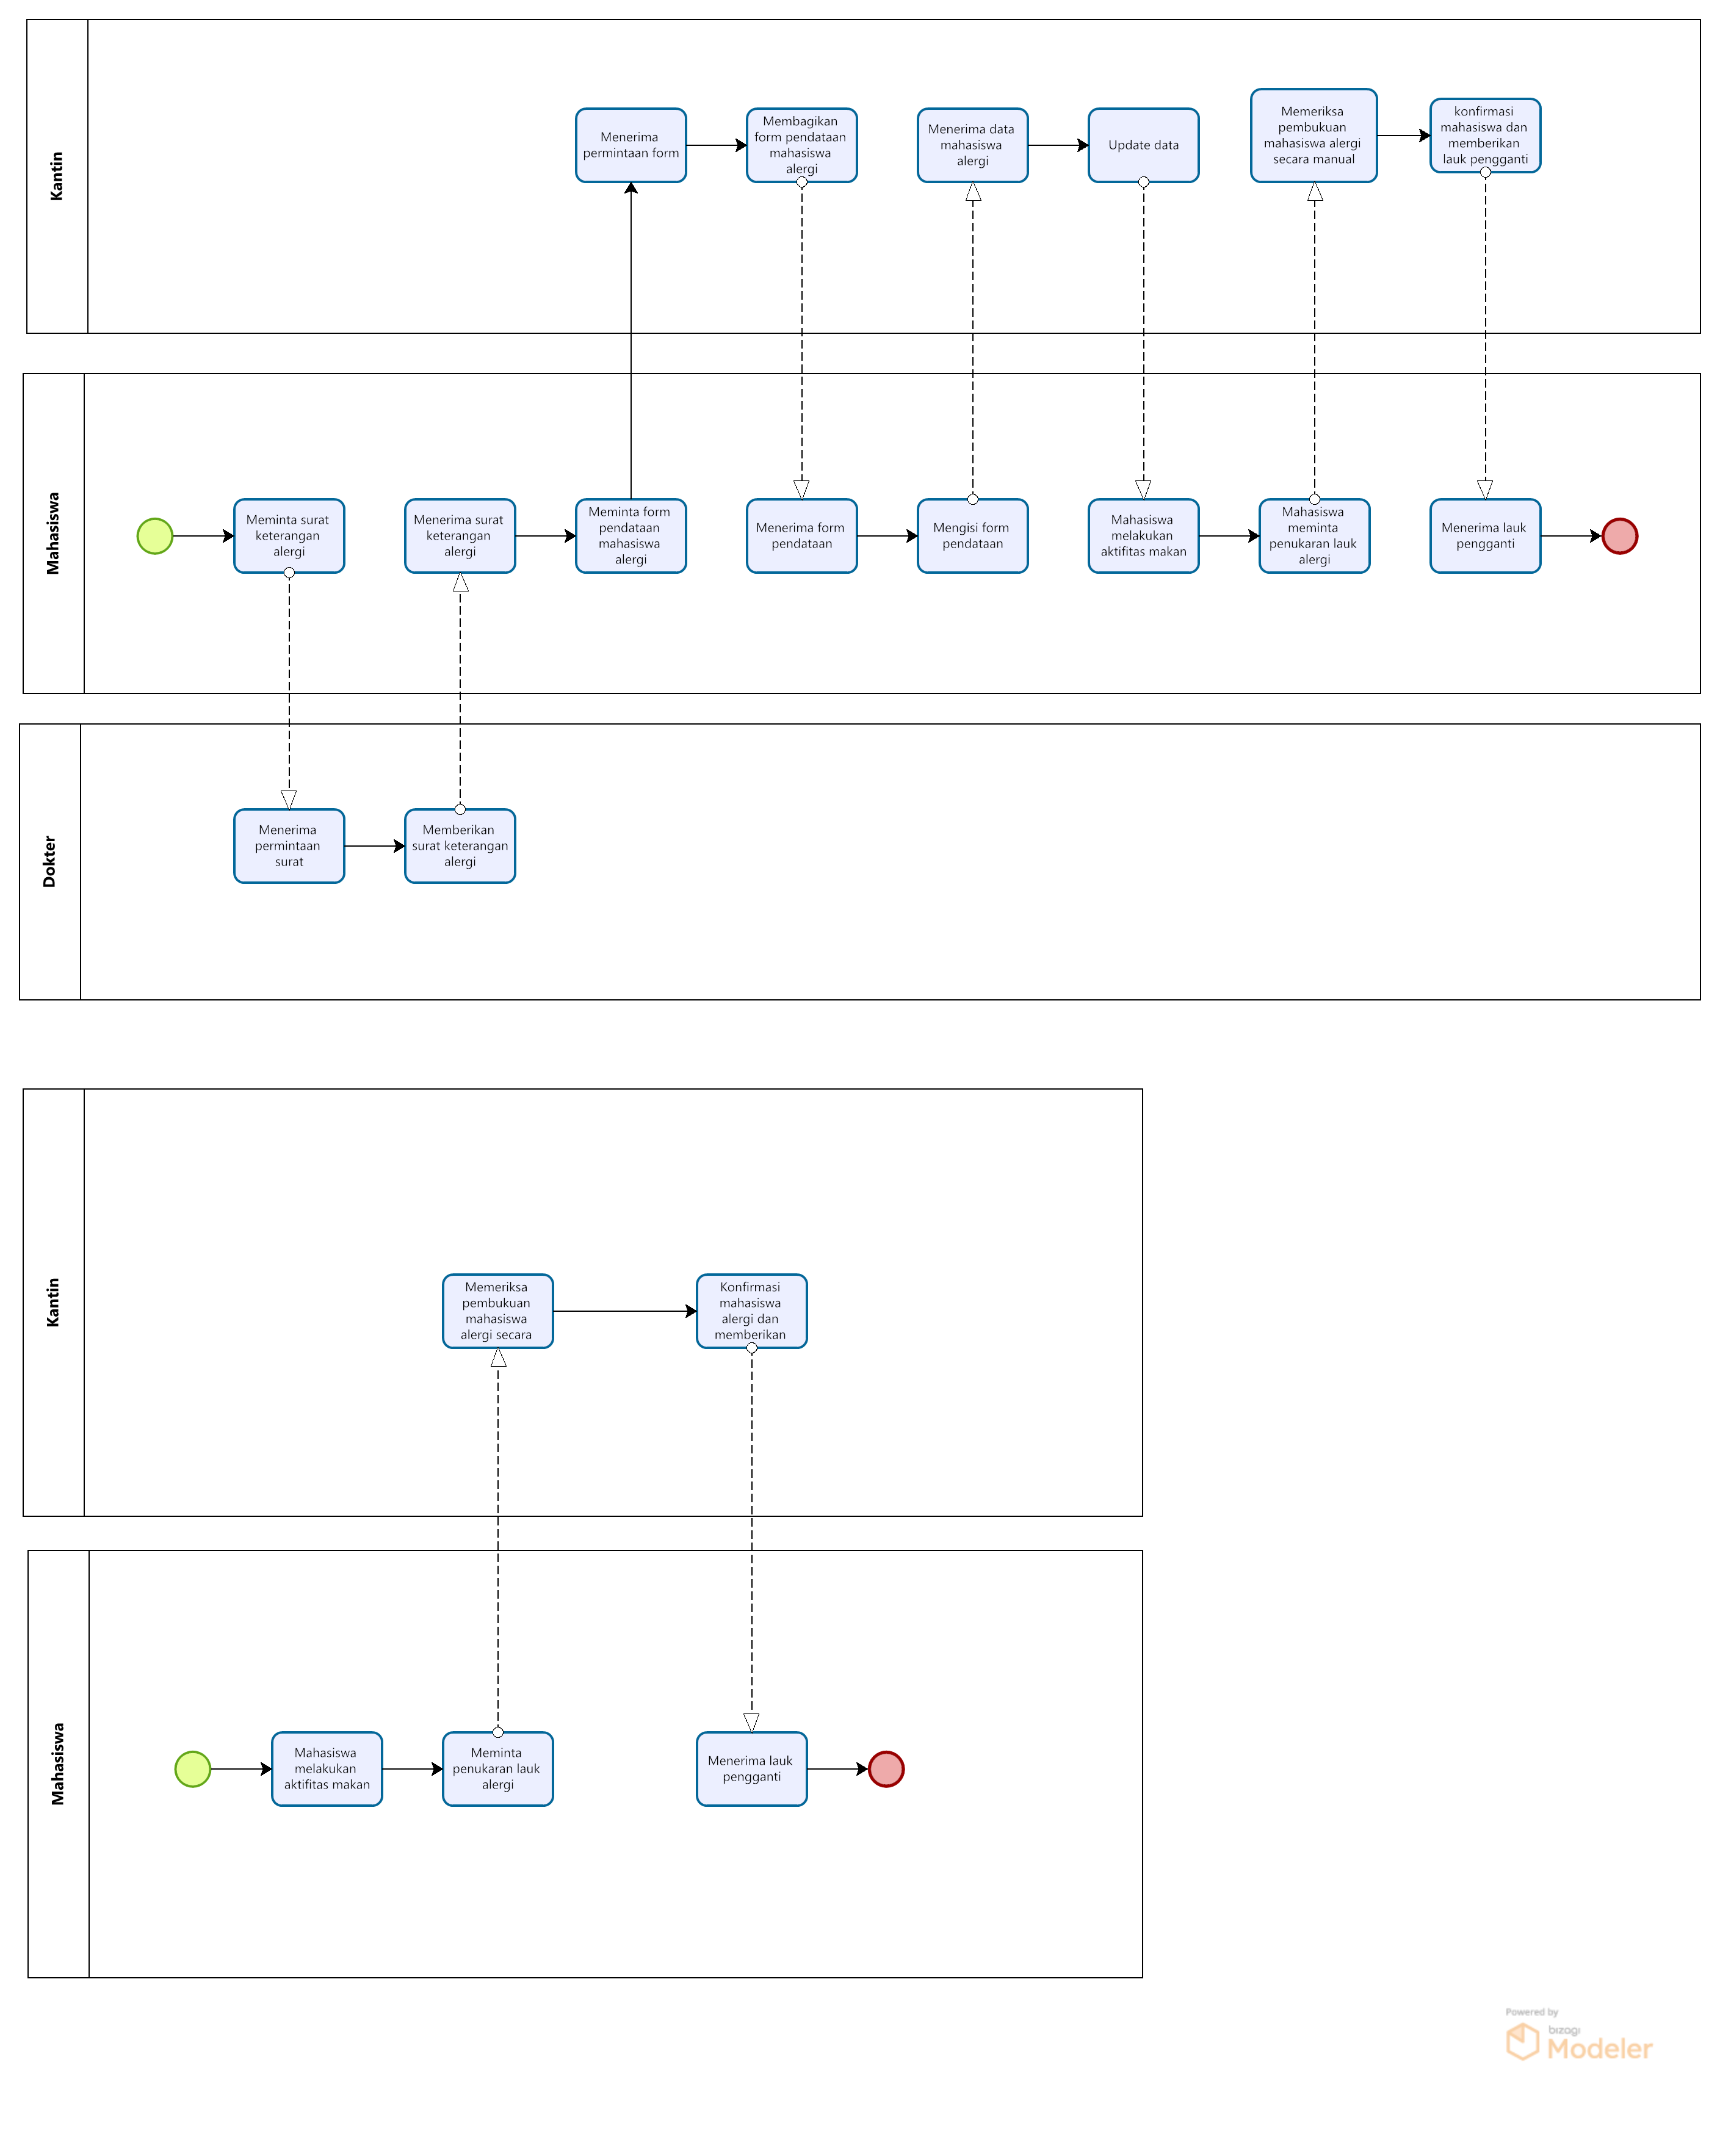 Kantin
Menerima
permintaan form
Membagikan
form pendataan
mahasiswa
alergi
Menerima data
mahasiswa
alergi
Update data
Memeriksa
pembukuan
mahasiswa alergi
secara manual
konfirmasi
mahasiswa dan
memberikan
lauk pengganti
Mahasiswa
Meminta surat
keterangan
alergi
Menerima surat
keterangan
alergi
Meminta form
pendataan
mahasiswa
alergi
Menerima form
pendataan
Mengisi form
pendataan
Mahasiswa
melakukan
aktifitas makan
Mahasiswa
meminta
penukaran lauk
alergi
Menerima lauk
pengganti
Dokter
Menerima
permintaan
surat
Memberikan
surat keterangan
alergi
Kantin
Memeriksa
pembukuan
mahasiswa
alergi secara
Konfirmasi
mahasiswa
alergi dan
memberikan
Mahasiswa
Mahasiswa
melakukan
aktifitas makan
Meminta
penukaran lauk
alergi
Menerima lauk
pengganti
Powered by
bizagi
Modeler